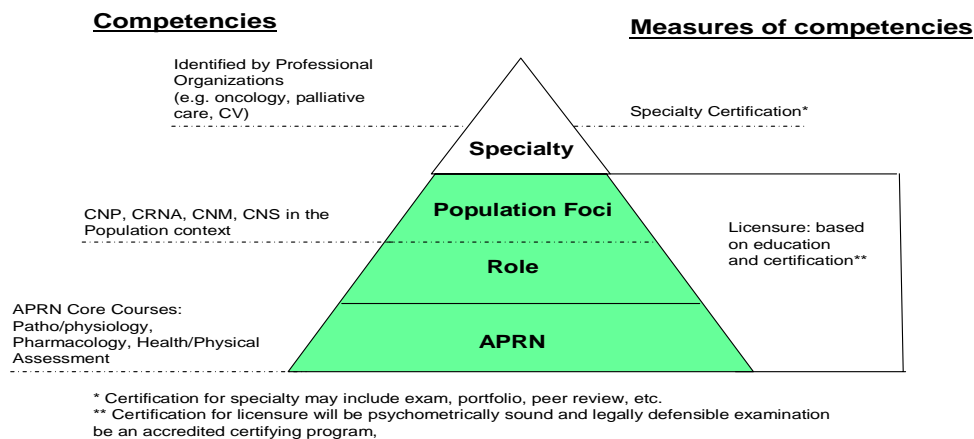 Competencies
Measures of competencies
Identified by Professional
Organizations
(e.g. oncology, palliative
care, CV)
Specialty Certification*
Specialty
CNP, CRNA, CNM, CNS in the
Population context
Population Foci
Licensure: based
on education
and certification**
Role
APRN Core Courses:
Patho/physiology,
Pharmacology, Health/Physical
Assessment
APRN
* Certification for specialty may include exam, portfolio, peer review, etc.
** Certification for licensure will be psychometrically sound and legally defensible examination
be an accredited certifying program,